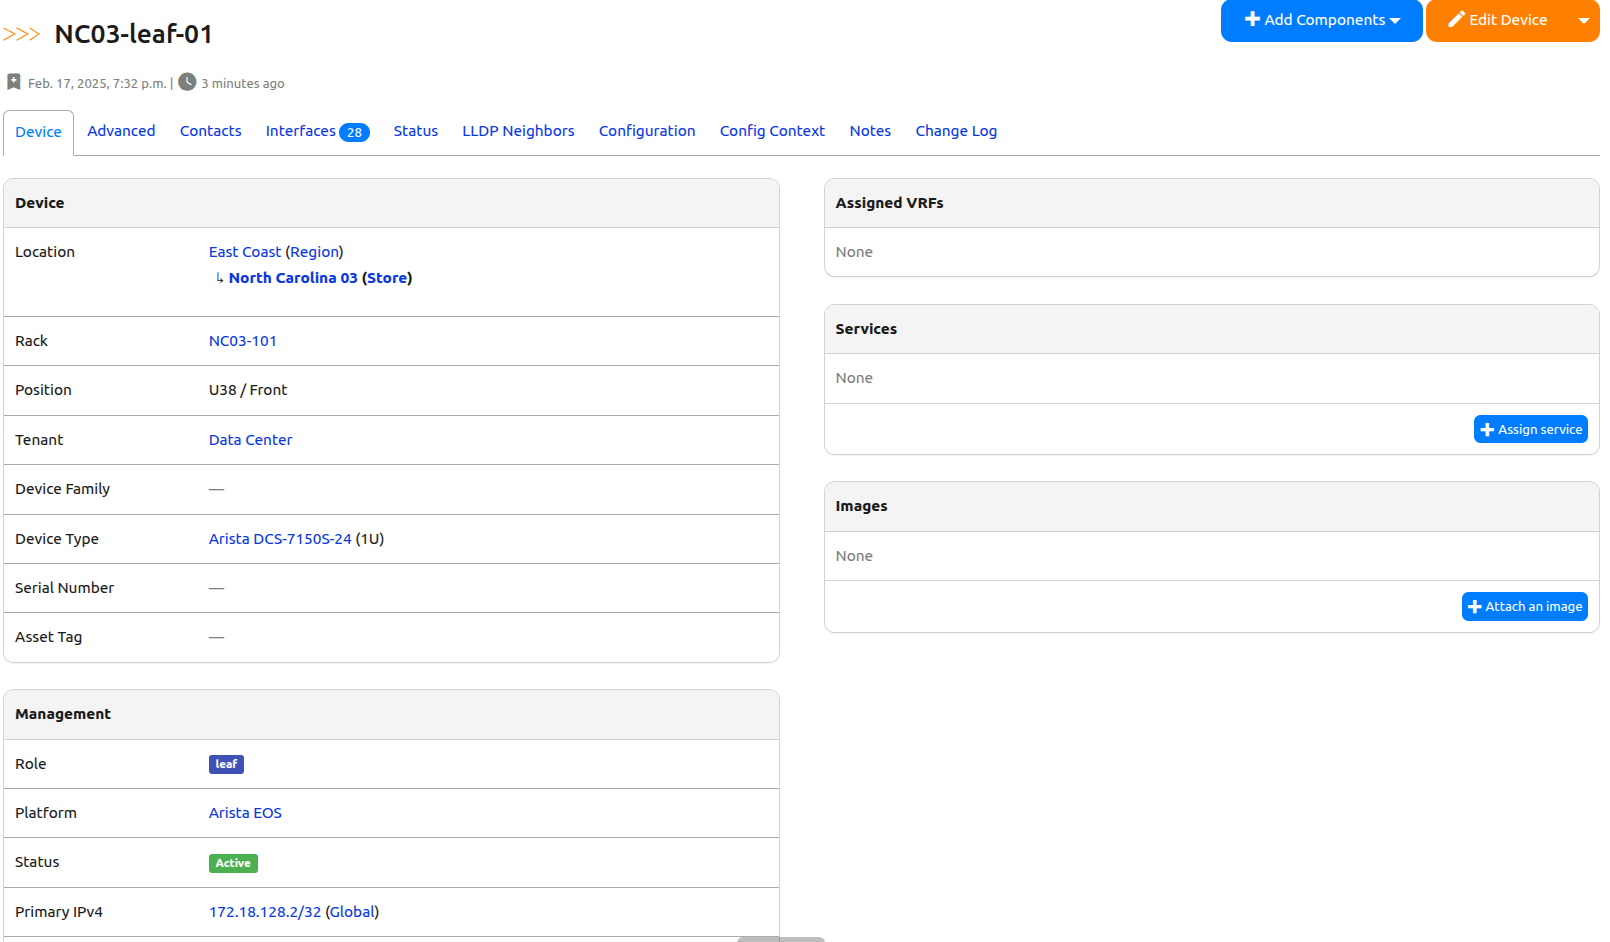 >>> NC03-leaf-01
Add Components
Edit Device
Feb. 17, 2025, 7:32 p.m. | 3 minutes ago
Device Advanced Contacts Interfaces 28 Status LLDP Neighbors Configuration Config Context Notes Change Log
Device
Location East Coast (Region)
↳ North Carolina 03 (Store)
Rack NC03-101
Position U38 / Front
Tenant Data Center
Device Family —
Device Type Arista DCS-7150S-24 (1U)
Serial Number —
Asset Tag —
Management
Role leaf
Platform Arista EOS
Status Active
Primary IPv4 172.18.128.2/32 (Global)
Assigned VRFs
None
Services
None
Assign service
Images
None
Attach an image